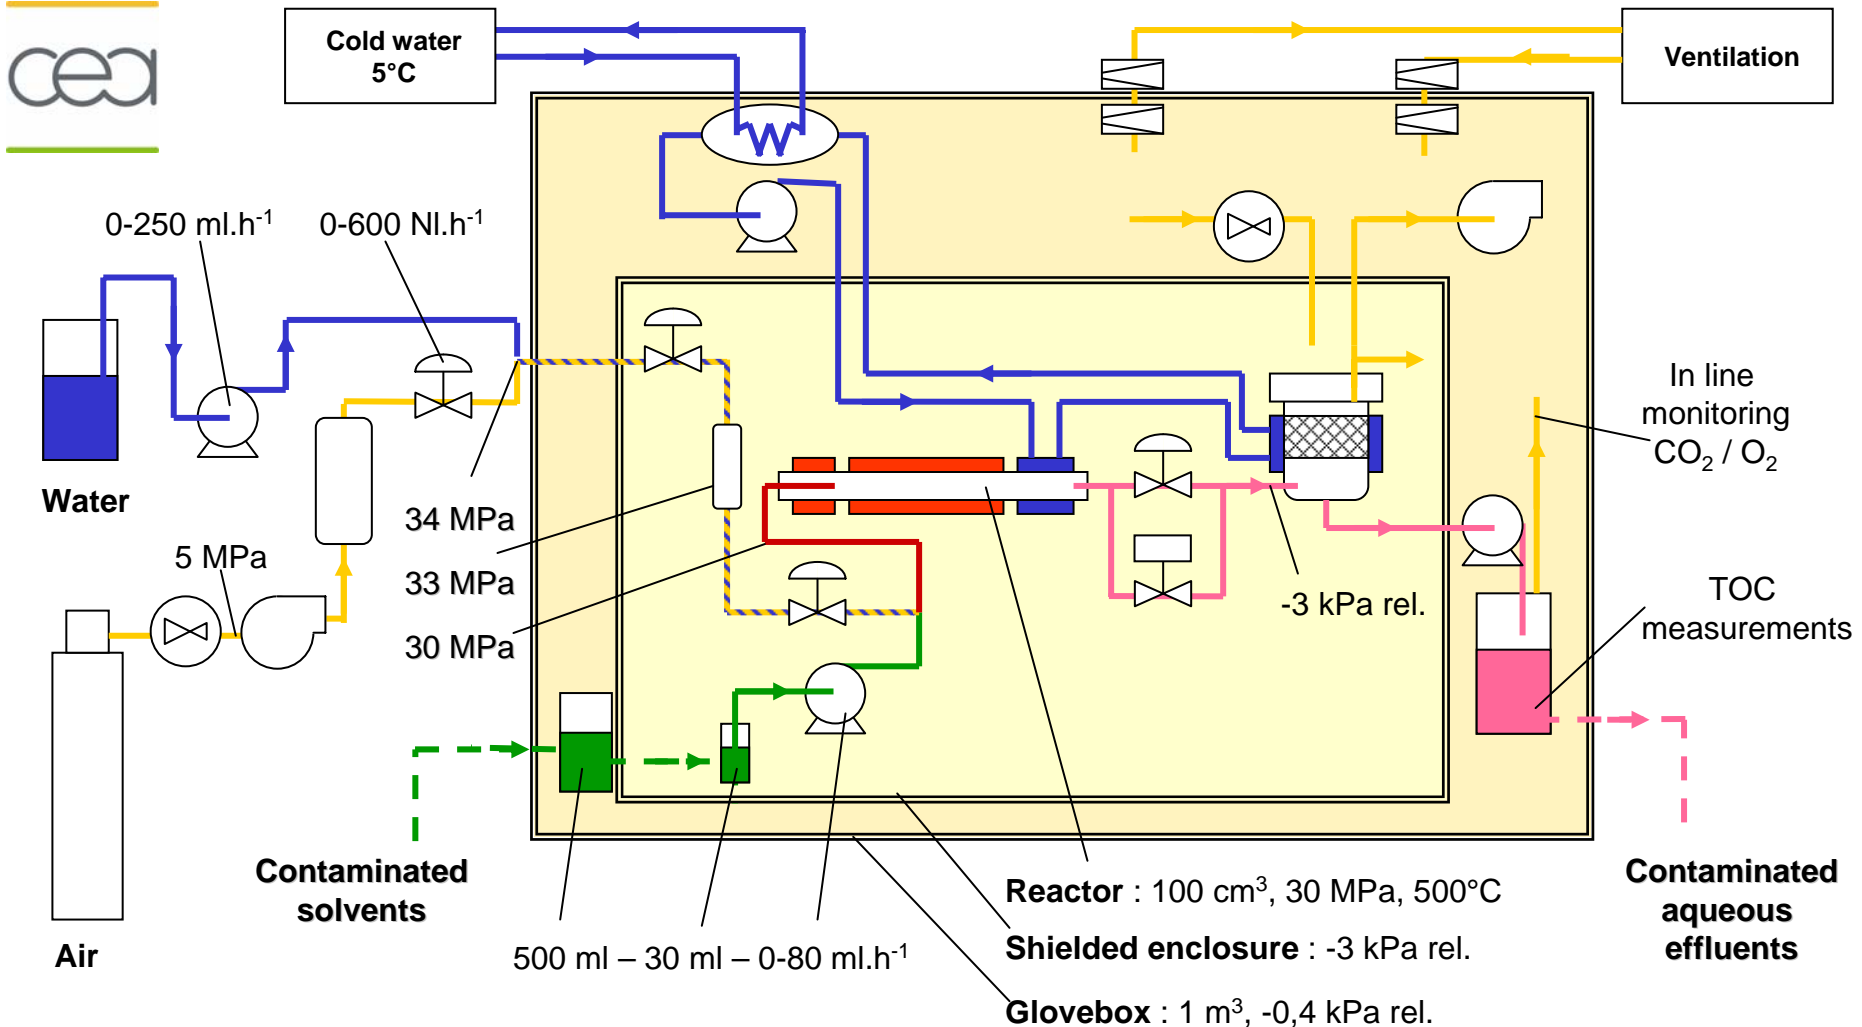 cea
Cold water
5°C
Ventilation
0-250 ml.h⁻¹
0-600 Nl.h⁻¹
In line
monitoring
CO₂ / O₂
Water
34 MPa
5 MPa
33 MPa
-3 kPa rel.
TOC
measurements
30 MPa
Contaminated
solvents
Reactor : 100 cm³, 30 MPa, 500°C
Contaminated
aqueous
effluents
Air
500 ml – 30 ml – 0-80 ml.h⁻¹
Shielded enclosure : -3 kPa rel.
Glovebox : 1 m³, -0,4 kPa rel.